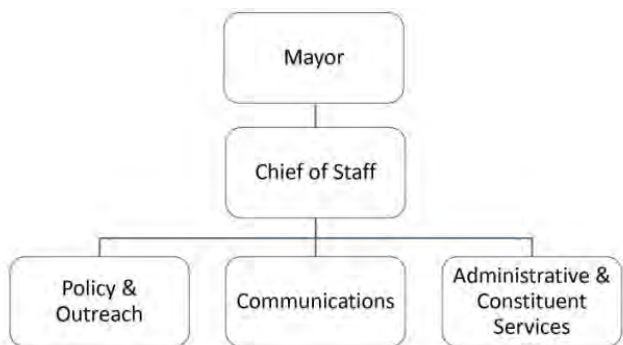 Mayor
Chief of Staff
Policy &
Outreach
Communications
Administrative &
Constituent
Services